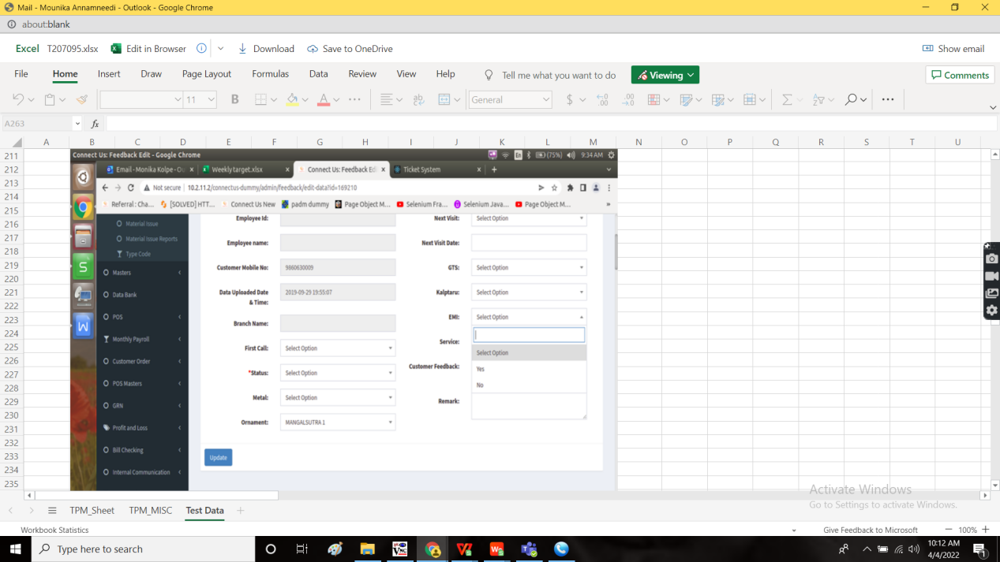 Mail - Mounika Annamneedi - Outlook - Google Chrome
about:blank
Excel T207095.xlsx Edit in Browser Download Save to OneDrive Show email
File Home Insert Draw Page Layout Formulas Data Review View Help Tell me what you want to do Viewing Comments
11 B A General $
A263 fx
A B C D E F G H I J K L M N O P Q R S T U
211
212
213
214
215
216
217
218
219
220
221
222
223
224
225
226
227
228
229
230
231
232
233
234
235
Connect Us: Feedback Edit - Google Chrome En (75%) 9:34 AM
Email - Monika Kolpe - O Weekly target.xlsx Connect Us: Feedback Ed Ticket System
Not secure 10.2.11.2/connectus-dummy/admin/feedback/edit-data?id=169210
Referral : Cha... [SOLVED] HTT... Connect Us New padm dummy Page Object M... Selenium Fra... Selenium Java... Page Object M... »
Material Issue
Material Issue Reports
Type Code
Masters
Data Bank
POS
Monthly Payroll
Customer Order
POS Masters
GRN
Profit and Loss
Bill Checking
Internal Communication
Employee Id:
Employee name:
Customer Mobile No: 9860630009
Data Uploaded Date & Time: 2019-09-29 19:55:07
Branch Name:
First Call: Select Option
*Status: Select Option
Metal: Select Option
Ornament: MANGALSUTRA 1
Update
Next Visit: Select Option
Next Visit Date:
GTS: Select Option
Kalptaru: Select Option
EMI: Select Option
Service:
Select Option
Customer Feedback:
Yes
No
Remark:
Activate Windows
Go to Settings to activate Windows.
TPM_Sheet TPM_MISC Test Data
Workbook Statistics Give Feedback to Microsoft 100%
Type here to search
10:12 AM
4/4/2022
1